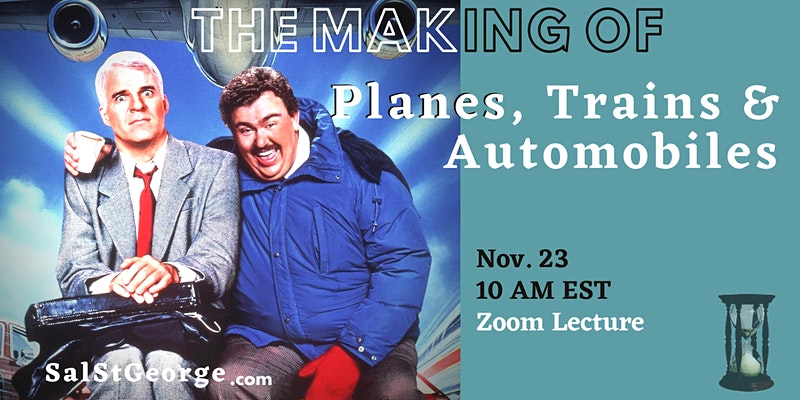 THE MAKING OF
Planes, Trains &
Automobiles
Nov. 23
10 AM EST
Zoom Lecture
SalStGeorge.com